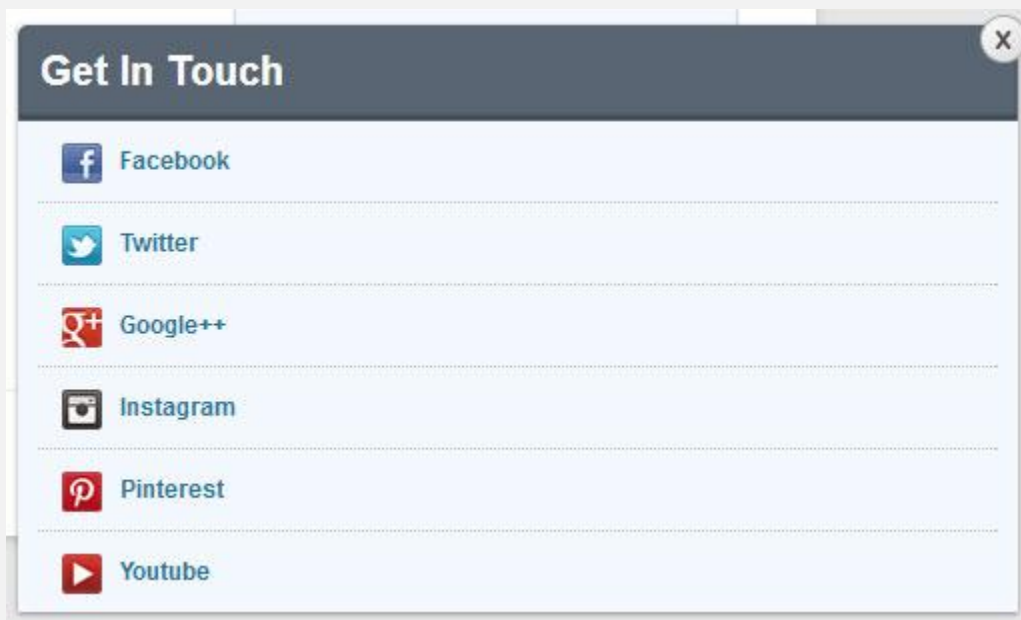 Get In Touch
X
Facebook
Twitter
Google++
Instagram
Pinterest
Youtube